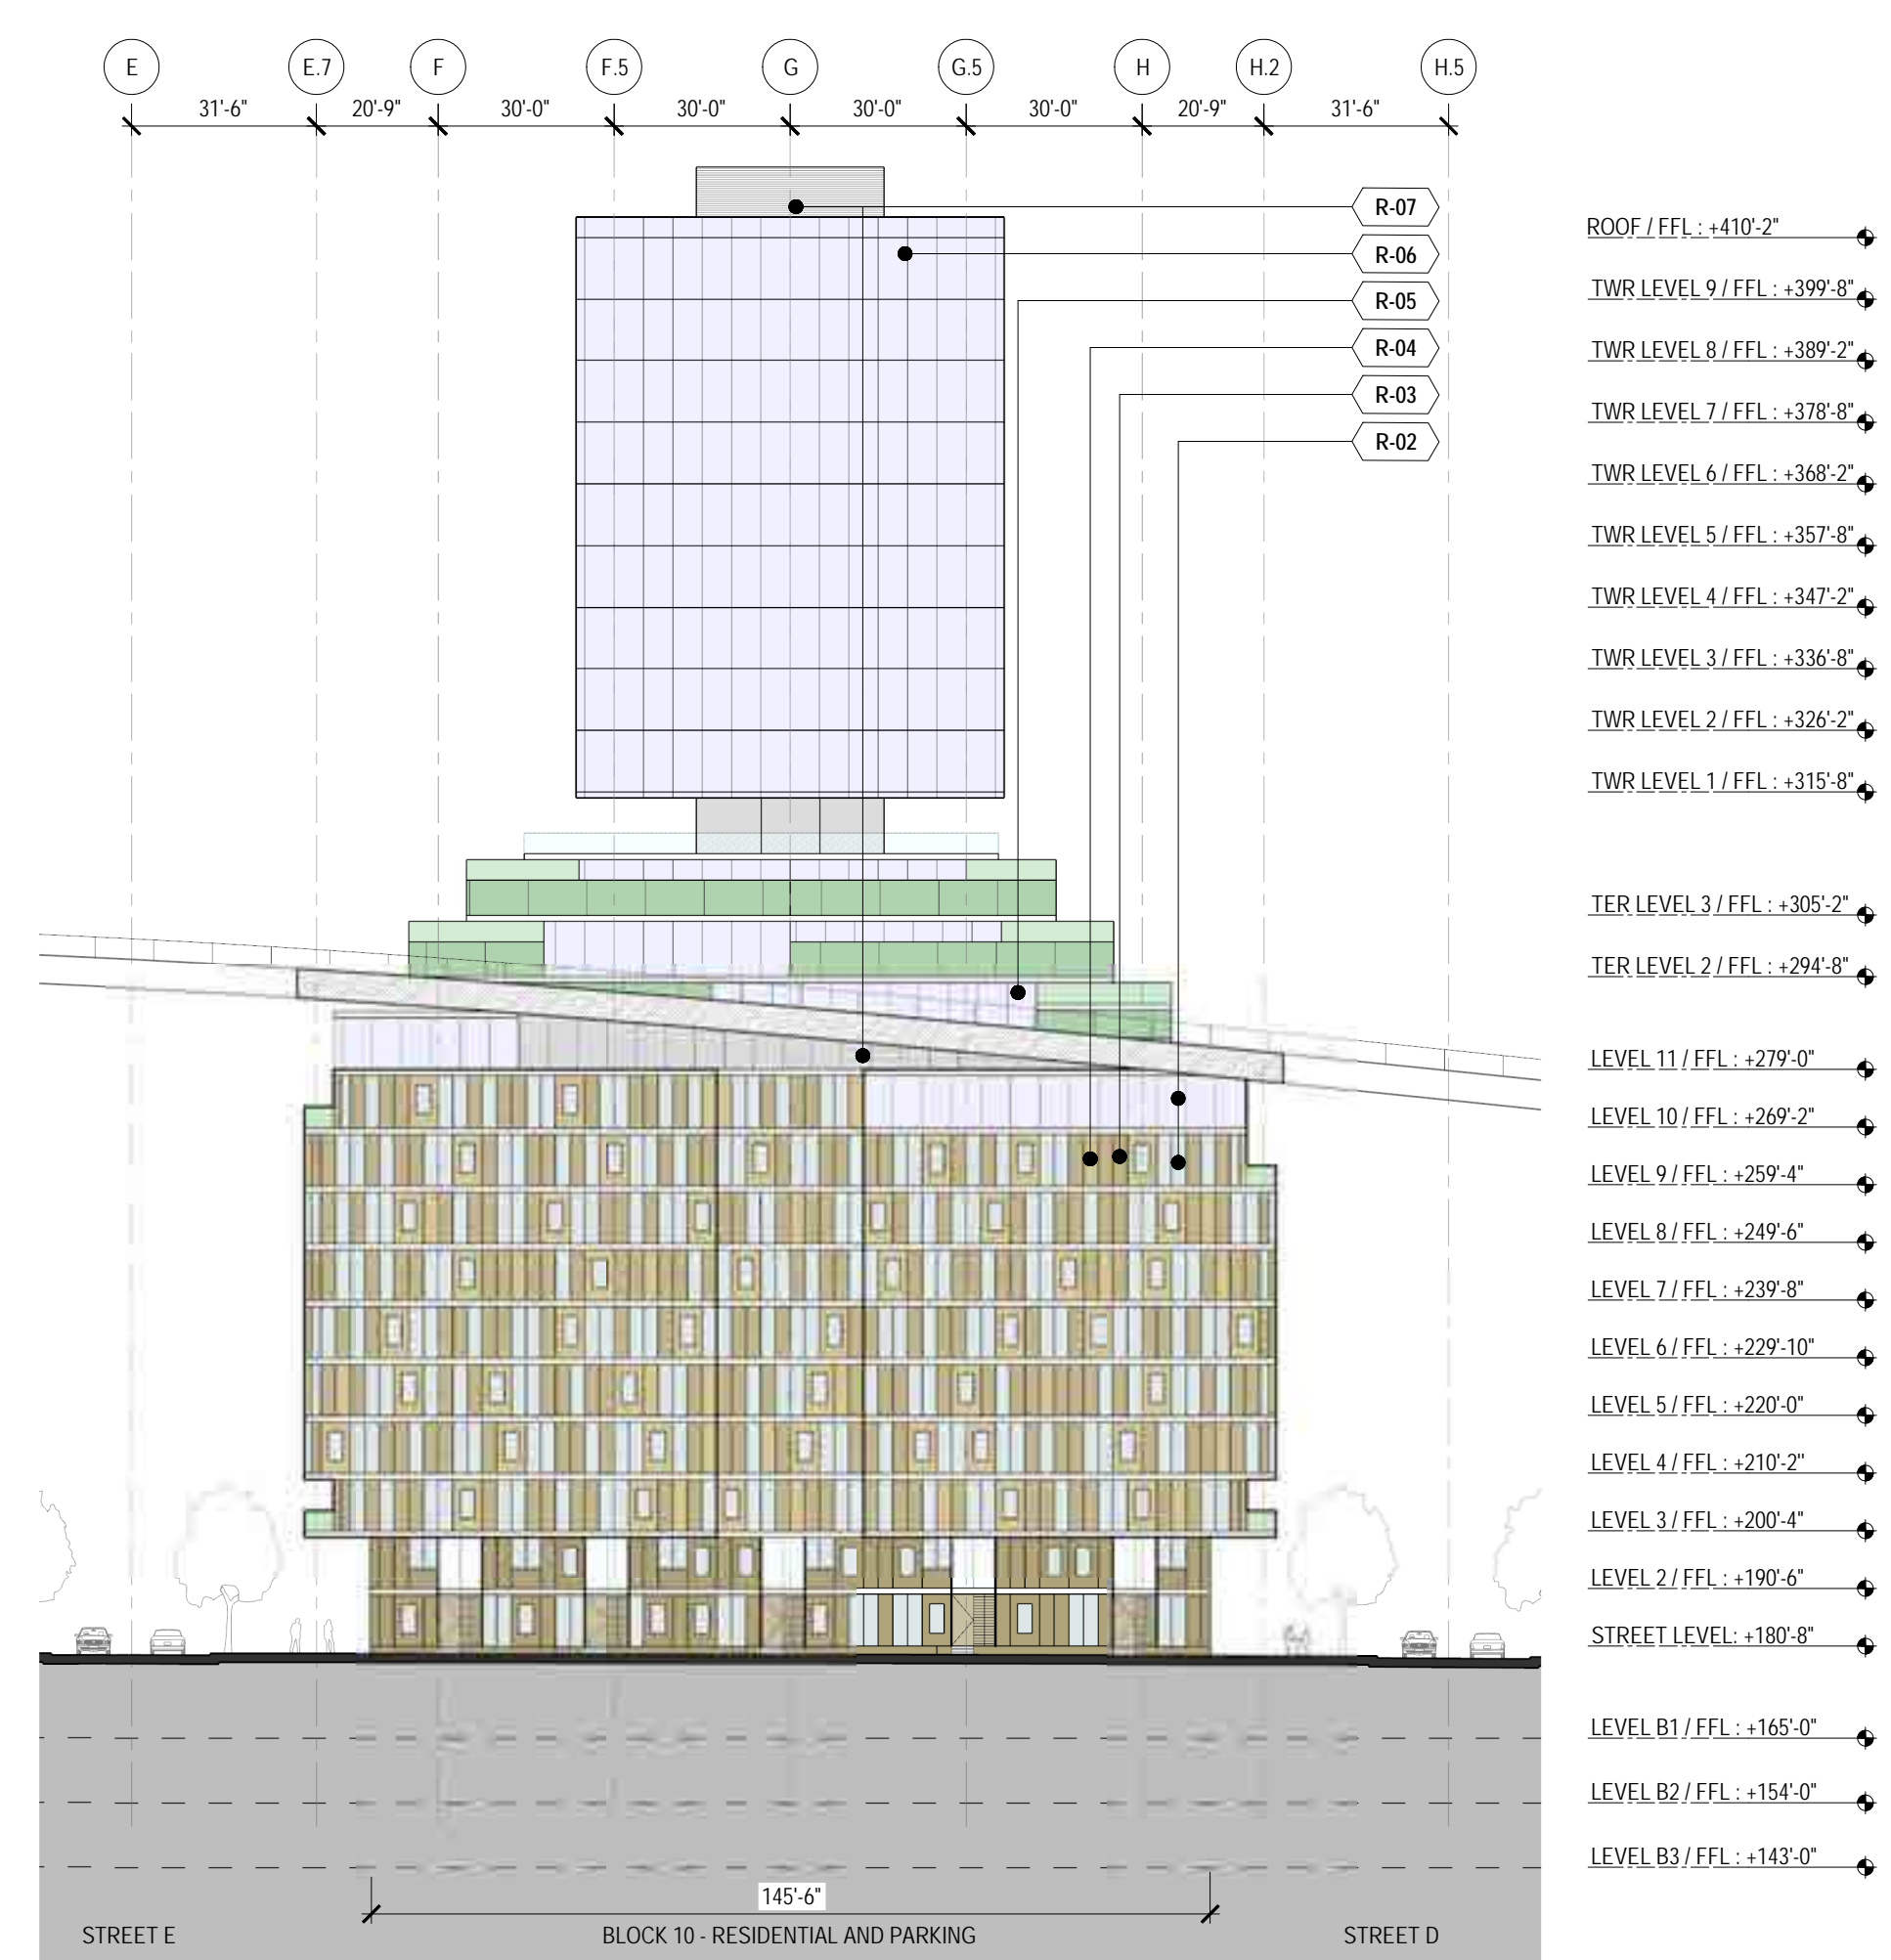 E E.7 F F.5 G G.5 H H.2 H.5
31'-6" 20'-9" 30'-0" 30'-0" 30'-0" 30'-0" 20'-9" 31'-6"
R-07
R-06
R-05
R-04
R-03
R-02
ROOF / FFL : +410'-2"
TWR LEVEL 9 / FFL : +399'-8"
TWR LEVEL 8 / FFL : +389'-2"
TWR LEVEL 7 / FFL : +378'-8"
TWR LEVEL 6 / FFL : +368'-2"
TWR LEVEL 5 / FFL : +357'-8"
TWR LEVEL 4 / FFL : +347'-2"
TWR LEVEL 3 / FFL : +336'-8"
TWR LEVEL 2 / FFL : +326'-2"
TWR LEVEL 1 / FFL : +315'-8"
TER LEVEL 3 / FFL : +305'-2"
TER LEVEL 2 / FFL : +294'-8"
LEVEL 11 / FFL : +279'-0"
LEVEL 10 / FFL : +269'-2"
LEVEL 9 / FFL : +259'-4"
LEVEL 8 / FFL : +249'-6"
LEVEL 7 / FFL : +239'-8"
LEVEL 6 / FFL : +229'-10"
LEVEL 5 / FFL : +220'-0"
LEVEL 4 / FFL : +210'-2"
LEVEL 3 / FFL : +200'-4"
LEVEL 2 / FFL : +190'-6"
STREET LEVEL: +180'-8"
LEVEL B1 / FFL : +165'-0"
LEVEL B2 / FFL : +154'-0"
LEVEL B3 / FFL : +143'-0"
145'-6"
STREET E BLOCK 10 - RESIDENTIAL AND PARKING STREET D